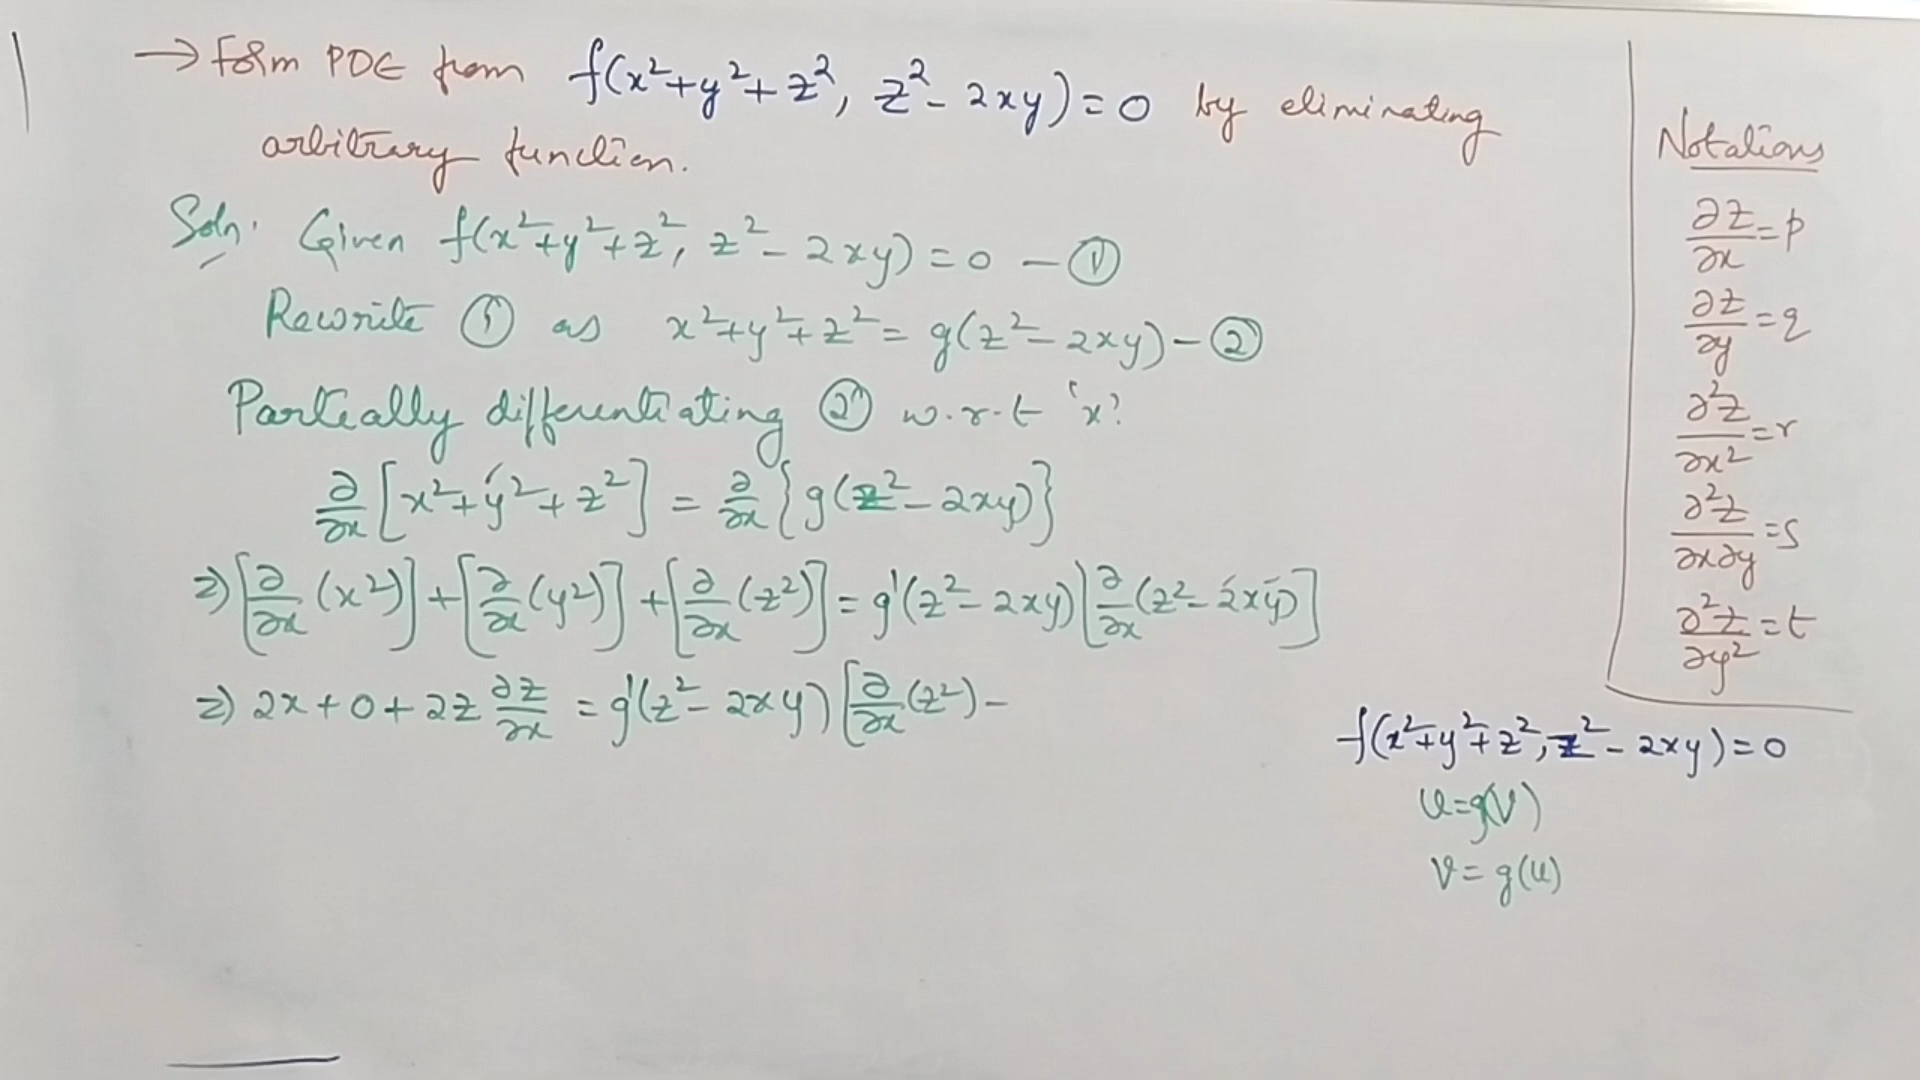 → Form PDE from f(x²+y²+z², z²-2xy)=0 by eliminating
arbitrary function.
Soln. Given f(x²+y²+z², z²-2xy)=0 -①
Rewrite ① as x²+y²+z²= g(z²-2xy)-②
Partially differentiating ② w.r.t 'x'.
∂/∂x [x²+y²+z²] = ∂/∂x {g(z²-2xy)}
⇒ [∂/∂x (x²)]+[∂/∂x (y²)]+[∂/∂x (z²)]= g'(z²-2xy)[∂/∂x (z²-2xy)]
⇒ 2x+0+2z ∂z/∂x = g'(z²-2xy)[∂/∂x (z²)-
Notations
∂z/∂x =p
∂z/∂y =q
∂²z/∂x² =r
∂²z/∂x∂y =s
∂²z/∂y² =t
f(x²+y²+z², z²-2xy)=0
u=g(v)
v=g(u)